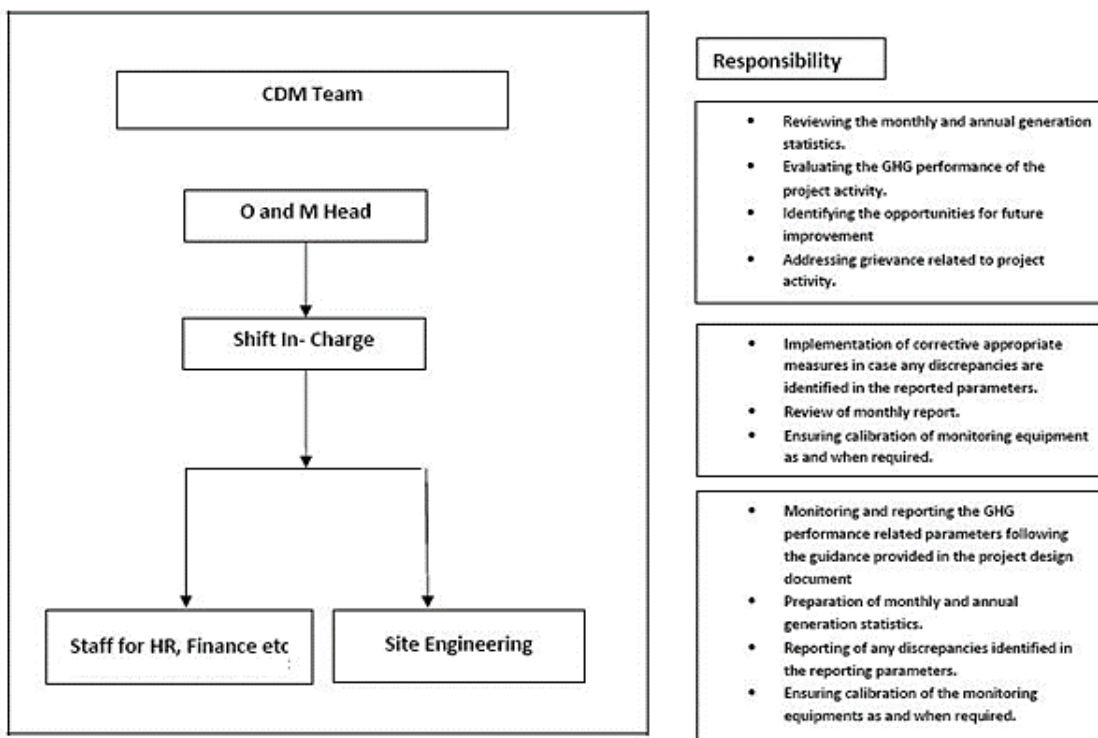 CDM Team
O and M Head
Shift In- Charge
Staff for HR, Finance etc
Site Engineering
Responsibility
• Reviewing the monthly and annual generation
statistics.
• Evaluating the GHG performance of the
project activity.
• Identifying the opportunities for future
improvement
• Addressing grievance related to project
activity.
• Implementation of corrective appropriate
measures in case any discrepancies are
identified in the reported parameters.
• Review of monthly report.
• Ensuring calibration of monitoring equipment
as and when required.
• Monitoring and reporting the GHG
performance related parameters following
the guidance provided in the project design
document
• Preparation of monthly and annual
generation statistics.
• Reporting of any discrepancies identified in
the reporting parameters.
• Ensuring calibration of the monitoring
equipments as and when required.